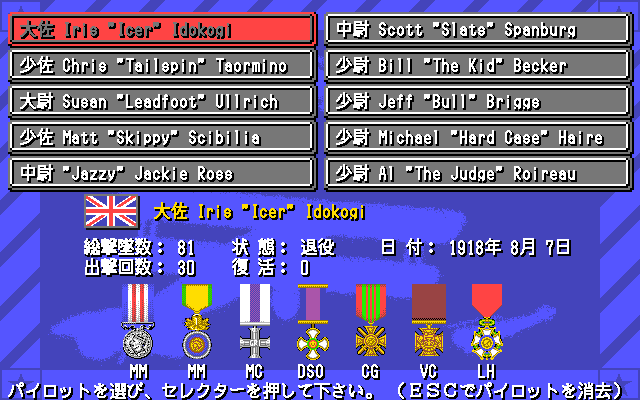 大佐 Iris "Icer" Idokogi
中尉 Scott "Slats" Spanburg
少佐 Chris "Tailspin" Taormino
少尉 Bill "The Kid" Becker
大尉 Susan "Leadfoot" Ullrich
少尉 Jeff "Bull" Briggs
少佐 Matt "Skippy" Scibilia
少尉 Michael "Hard Case" Haire
中尉 "Jazzy" Jackie Ross
少尉 Al "The Judge" Roireau
大佐 Iris "Icer" Idokogi
総撃墜数： 81 状 態： 退役 日 付： 1918年 8月 7日
出撃回数： 30 復 活： 0
MM MM MC DSO CG VC LH
パイロットを選び、セレクターを押して下さい。 （ＥＳＣでパイロットを消去）